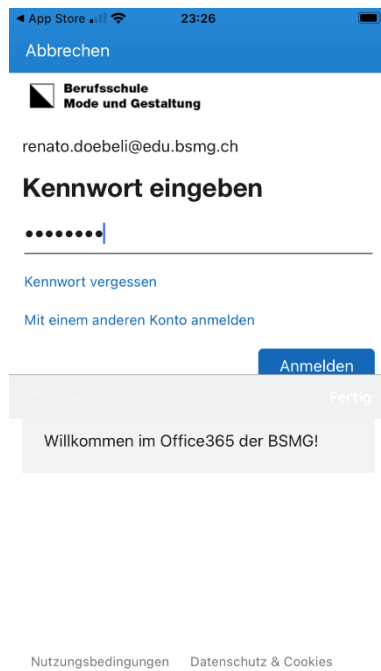 App Store 23:26
Abbrechen
Berufsschule
Mode und Gestaltung
renato.doebeli@edu.bsmg.ch
Kennwort eingeben
Kennwort vergessen
Mit einem anderen Konto anmelden
Anmelden
Fertig
Willkommen im Office365 der BSMG!
Nutzungsbedingungen Datenschutz & Cookies